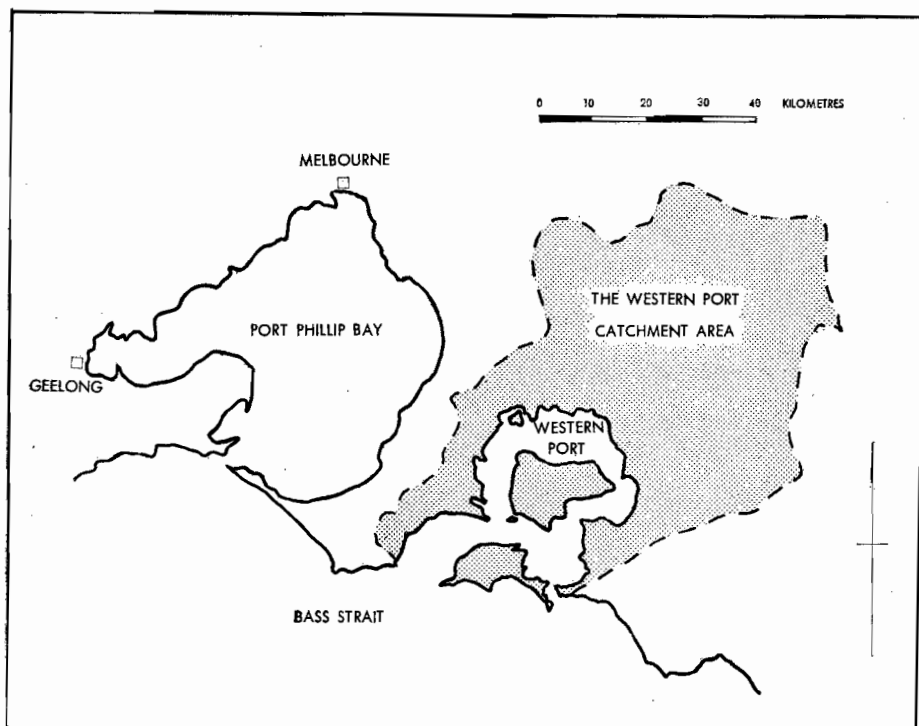 0 10 20 30 40 KILOMETRES
MELBOURNE
THE WESTERN PORT
CATCHMENT AREA
PORT PHILLIP BAY
GEELONG
WESTERN
PORT
BASS STRAIT